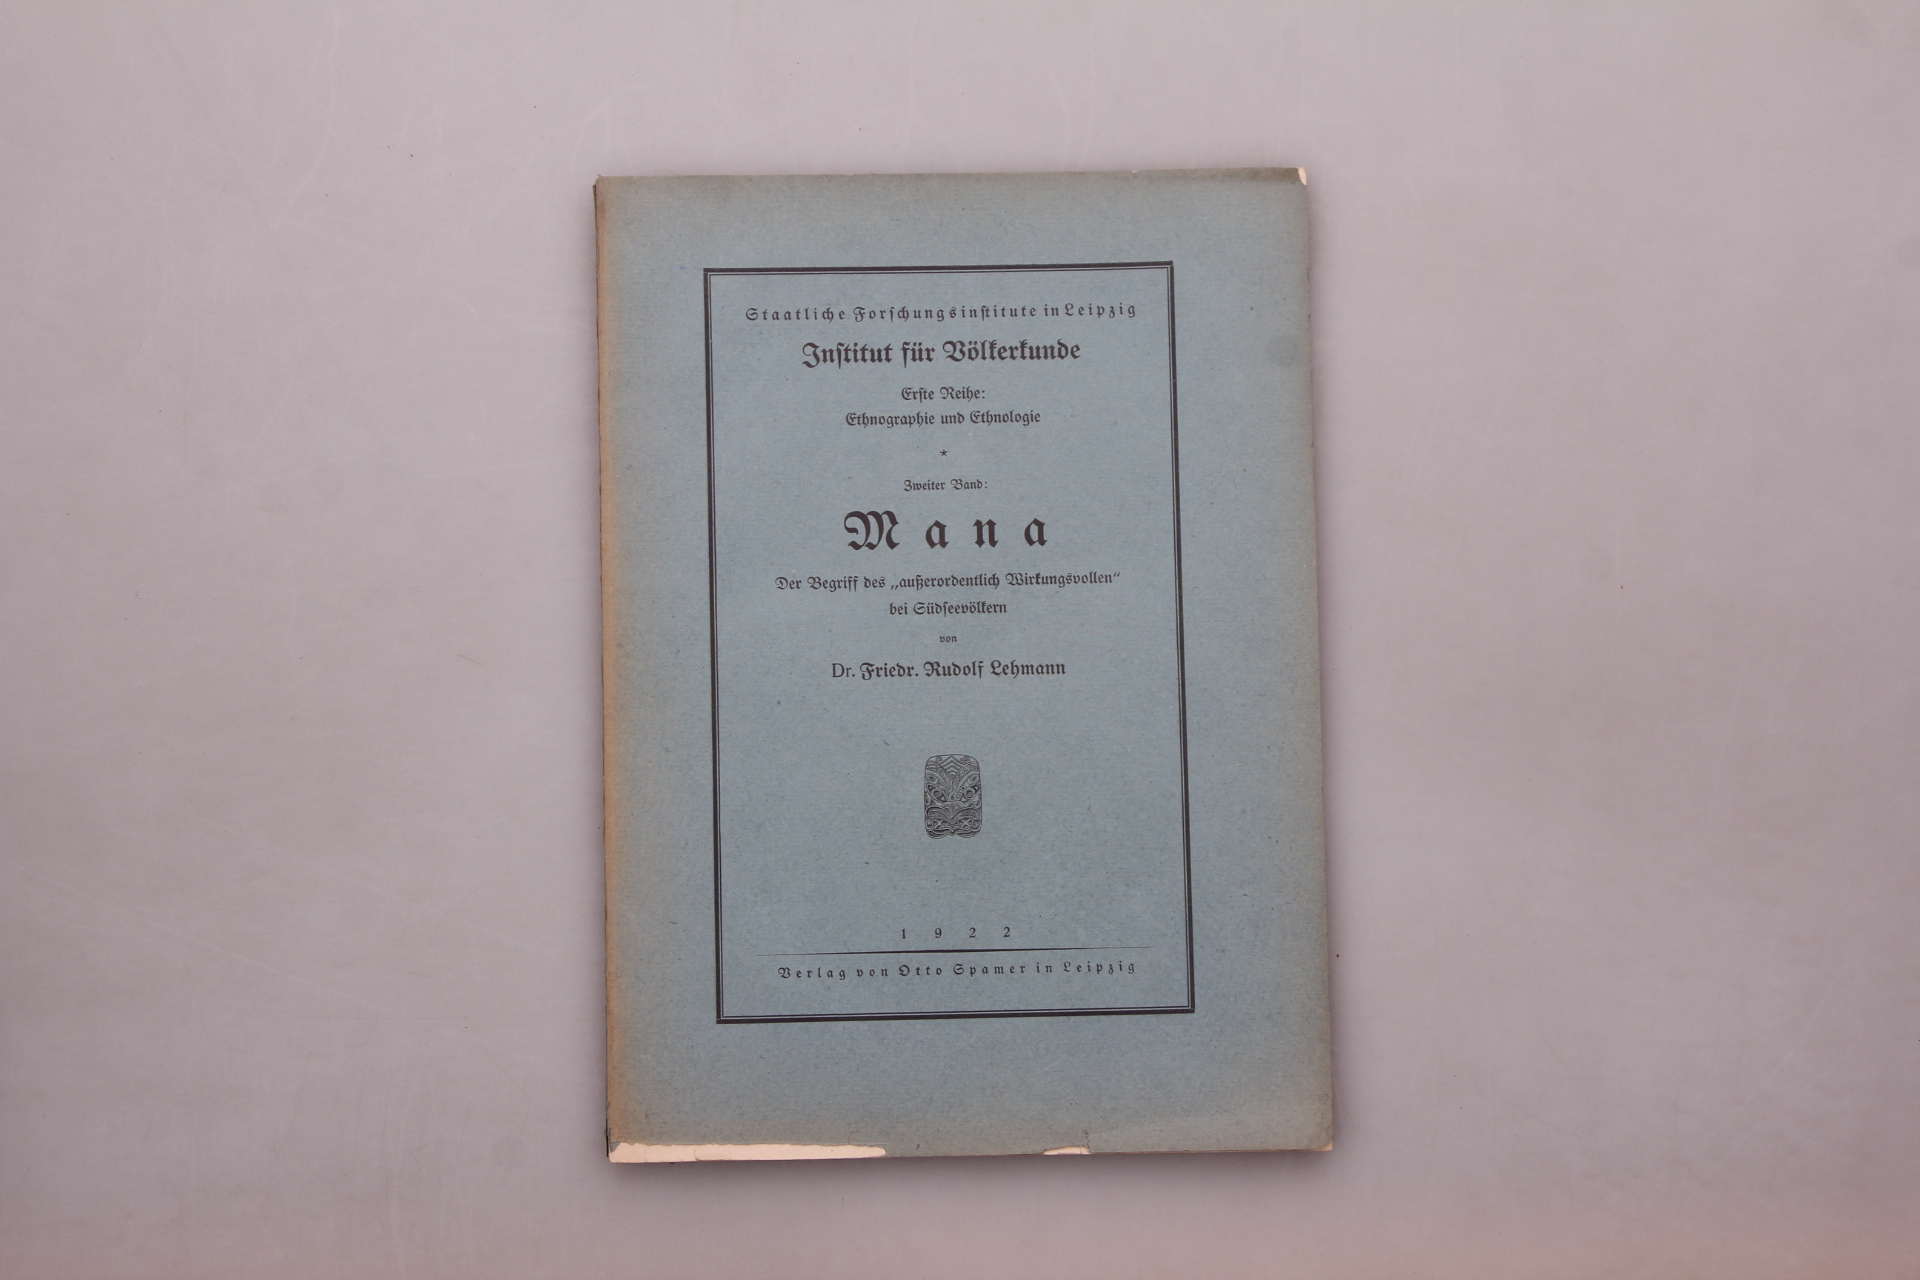 Staatliche Forschungsinstitute in Leipzig
Institut für Völkerkunde
Erste Reihe:
Ethnographie und Ethnologie
*
Zweiter Band:
Mana
Der Begriff des „außerordentlich Wirkungsvollen“
bei Südseevölkern
von
Dr. Friedr. Rudolf Lehmann
1922
Verlag von Otto Spamer in Leipzig